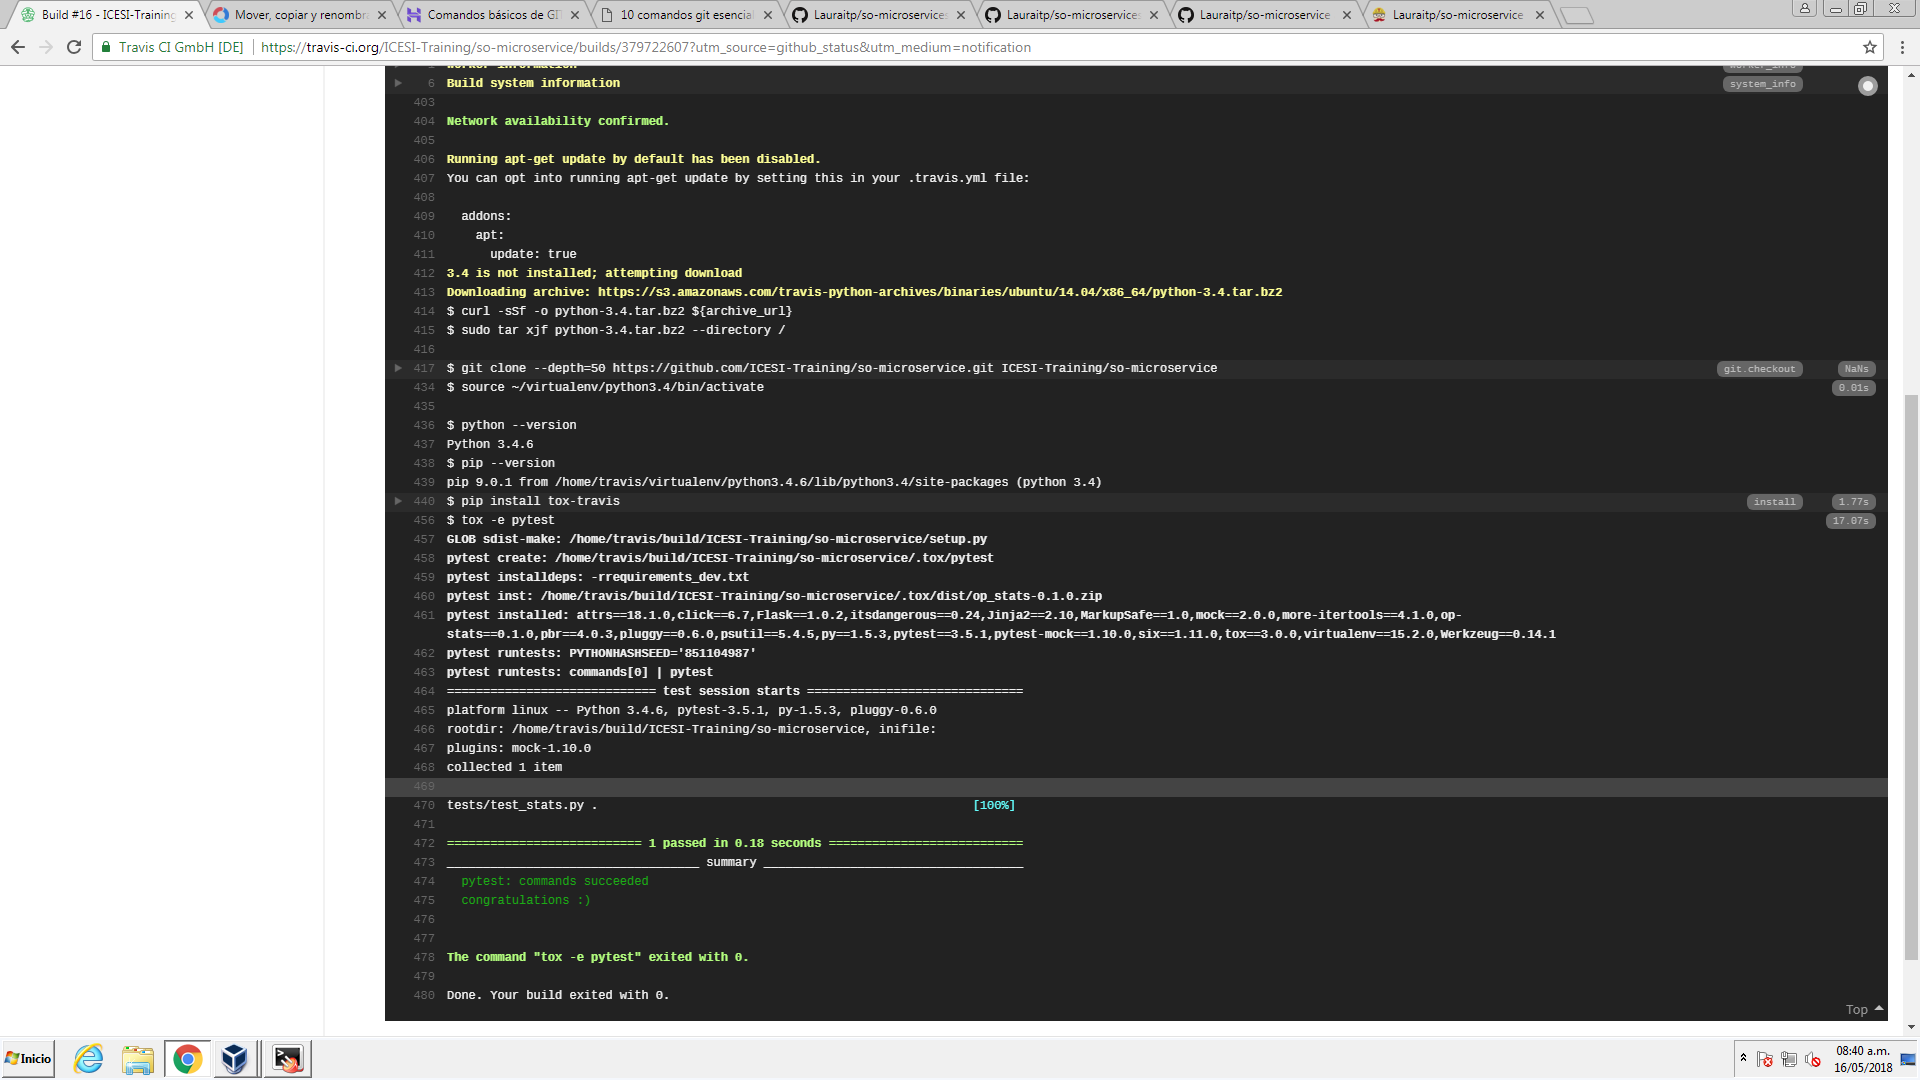 Build #16 - ICESI-Training
Mover, copiar y renombra
Comandos básicos de GI
10 comandos git esencial
Lauraitp/so-microservices
Lauraitp/so-microservices
Lauraitp/so-microservice
Lauraitp/so-microservice
Travis CI GmbH [DE] https://travis-ci.org/ICESI-Training/so-microservice/builds/379722607?utm_source=github_status&utm_medium=notification
worker_info
6 Build system information system_info
403
404 Network availability confirmed.
405
406 Running apt-get update by default has been disabled.
407 You can opt into running apt-get update by setting this in your .travis.yml file:
408
409 addons:
410 apt:
411 update: true
412 3.4 is not installed; attempting download
413 Downloading archive: https://s3.amazonaws.com/travis-python-archives/binaries/ubuntu/14.04/x86_64/python-3.4.tar.bz2
414 $ curl -sSf -o python-3.4.tar.bz2 ${archive_url}
415 $ sudo tar xjf python-3.4.tar.bz2 --directory /
416
417 $ git clone --depth=50 https://github.com/ICESI-Training/so-microservice.git ICESI-Training/so-microservice git.checkout NaNs
434 $ source ~/virtualenv/python3.4/bin/activate 0.01s
435
436 $ python --version
437 Python 3.4.6
438 $ pip --version
439 pip 9.0.1 from /home/travis/virtualenv/python3.4.6/lib/python3.4/site-packages (python 3.4)
440 $ pip install tox-travis install 1.77s
456 $ tox -e pytest 17.07s
457 GLOB sdist-make: /home/travis/build/ICESI-Training/so-microservice/setup.py
458 pytest create: /home/travis/build/ICESI-Training/so-microservice/.tox/pytest
459 pytest installdeps: -rrequirements_dev.txt
460 pytest inst: /home/travis/build/ICESI-Training/so-microservice/.tox/dist/op_stats-0.1.0.zip
461 pytest installed: attrs==18.1.0,click==6.7,Flask==1.0.2,itsdangerous==0.24,Jinja2==2.10,MarkupSafe==1.0,mock==2.0.0,more-itertools==4.1.0,op-
stats==0.1.0,pbr==4.0.3,pluggy==0.6.0,psutil==5.4.5,py==1.5.3,pytest==3.5.1,pytest-mock==1.10.0,six==1.11.0,tox==3.0.0,virtualenv==15.2.0,Werkzeug==0.14.1
462 pytest runtests: PYTHONHASHSEED='851104987'
463 pytest runtests: commands[0] | pytest
464 ============================= test session starts ==============================
465 platform linux -- Python 3.4.6, pytest-3.5.1, py-1.5.3, pluggy-0.6.0
466 rootdir: /home/travis/build/ICESI-Training/so-microservice, inifile:
467 plugins: mock-1.10.0
468 collected 1 item
469
470 tests/test_stats.py . [100%]
471
472 =========================== 1 passed in 0.18 seconds ===========================
473 ___________________________________ summary ____________________________________
474 pytest: commands succeeded
475 congratulations :)
476
477
478 The command "tox -e pytest" exited with 0.
479
480 Done. Your build exited with 0.
Top
Inicio
08:40 a.m.
16/05/2018